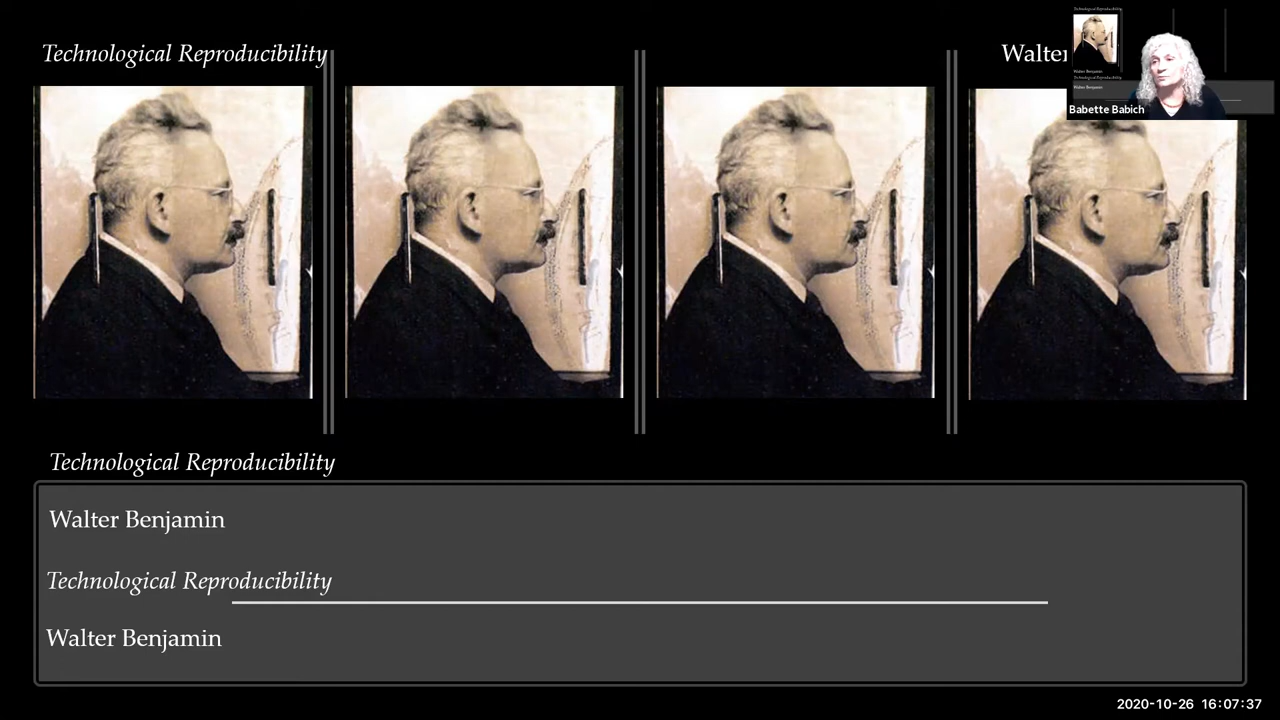 Technological Reproducibility
Walter
Babette Babich
Technological Reproducibility
Walter Benjamin
Technological Reproducibility
Walter Benjamin
2020-10-26 16:07:37